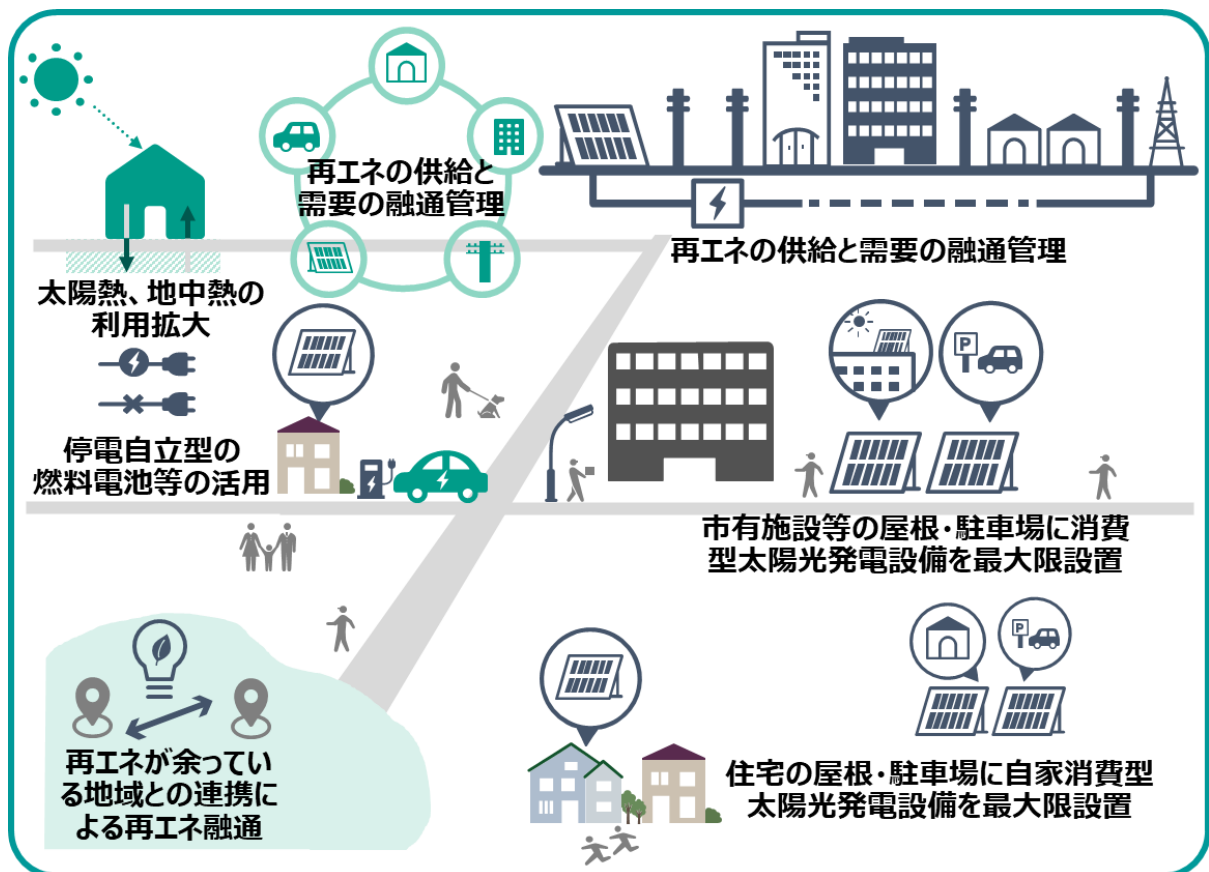 再エネの供給と
需要の融通管理
再エネの供給と需要の融通管理
太陽熱、地中熱の
利用拡大
停電自立型の
燃料電池等の活用
P
市有施設等の屋根・駐車場に消費
型太陽光発電設備を最大限設置
P
再エネが余ってい
る地域との連携に
よる再エネ融通
住宅の屋根・駐車場に自家消費型
太陽光発電設備を最大限設置